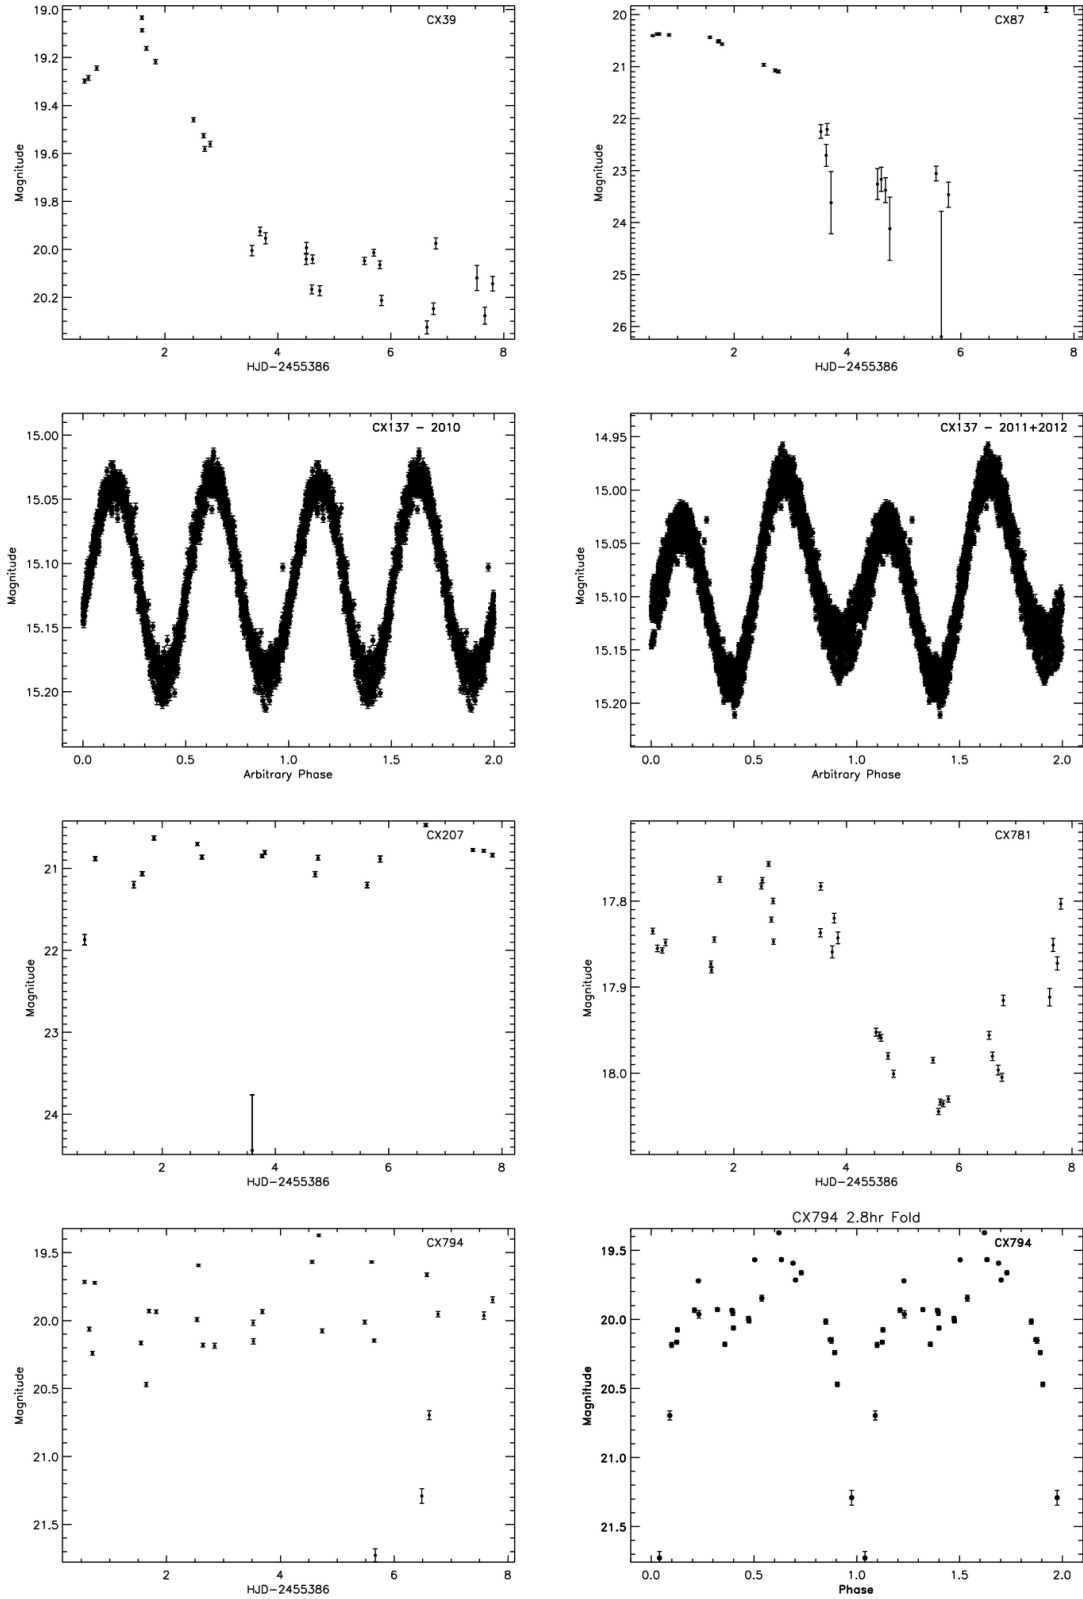 CX39
19.0
19.2
19.4
19.6
19.8
20.0
20.2
Magnitude
2 4 6 8
HJD-2455386
CX87
20
21
22
23
24
25
26
Magnitude
2 4 6 8
HJD-2455386
CX137 - 2010
15.00
15.05
15.10
15.15
15.20
Magnitude
0.0 0.5 1.0 1.5 2.0
Arbitrary Phase
CX137 - 2011+2012
14.95
15.00
15.05
15.10
15.15
15.20
Magnitude
0.0 0.5 1.0 1.5 2.0
Arbitrary Phase
CX207
21
22
23
24
Magnitude
2 4 6 8
HJD-2455386
CX781
17.8
17.9
18.0
Magnitude
2 4 6 8
HJD-2455386
CX794
19.5
20.0
20.5
21.0
21.5
Magnitude
2 4 6 8
HJD-2455386
CX794 2.8hr Fold
CX794
19.5
20.0
20.5
21.0
21.5
Magnitude
0.0 0.5 1.0 1.5 2.0
Phase